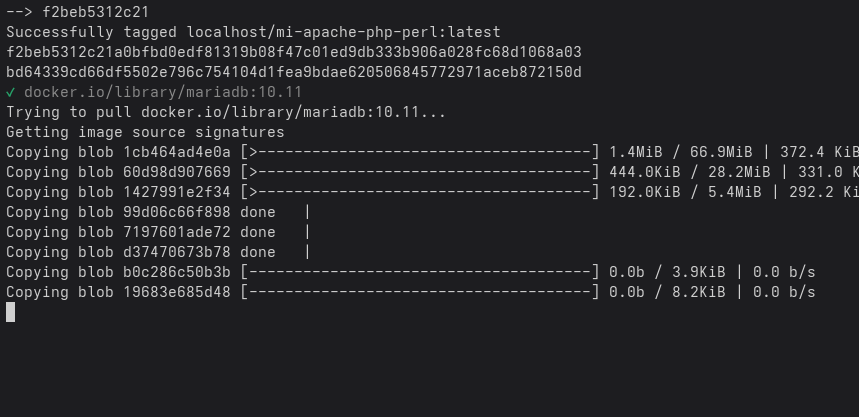 --> f2beb5312c21
Successfully tagged localhost/mi-apache-php-perl:latest
f2beb5312c21a0bfbd0edf81319b08f47c01ed9db333b906a028fc68d1068a03
bd64339cd66df5502e796c754104d1fea9bdae620506845772971aceb872150d
✓ docker.io/library/mariadb:10.11
Trying to pull docker.io/library/mariadb:10.11...
Getting image source signatures
Copying blob 1cb464ad4e0a [>--------------------------------------] 1.4MiB / 66.9MiB | 372.4 KiB
Copying blob 60d98d907669 [>--------------------------------------] 444.0KiB / 28.2MiB | 331.0 K
Copying blob 1427991e2f34 [>--------------------------------------] 192.0KiB / 5.4MiB | 292.2 Ki
Copying blob 99d06c66f898 done   |
Copying blob 7197601ade72 done   |
Copying blob d37470673b78 done   |
Copying blob b0c286c50b3b [--------------------------------------] 0.0b / 3.9KiB | 0.0 b/s
Copying blob 19683e685d48 [--------------------------------------] 0.0b / 8.2KiB | 0.0 b/s